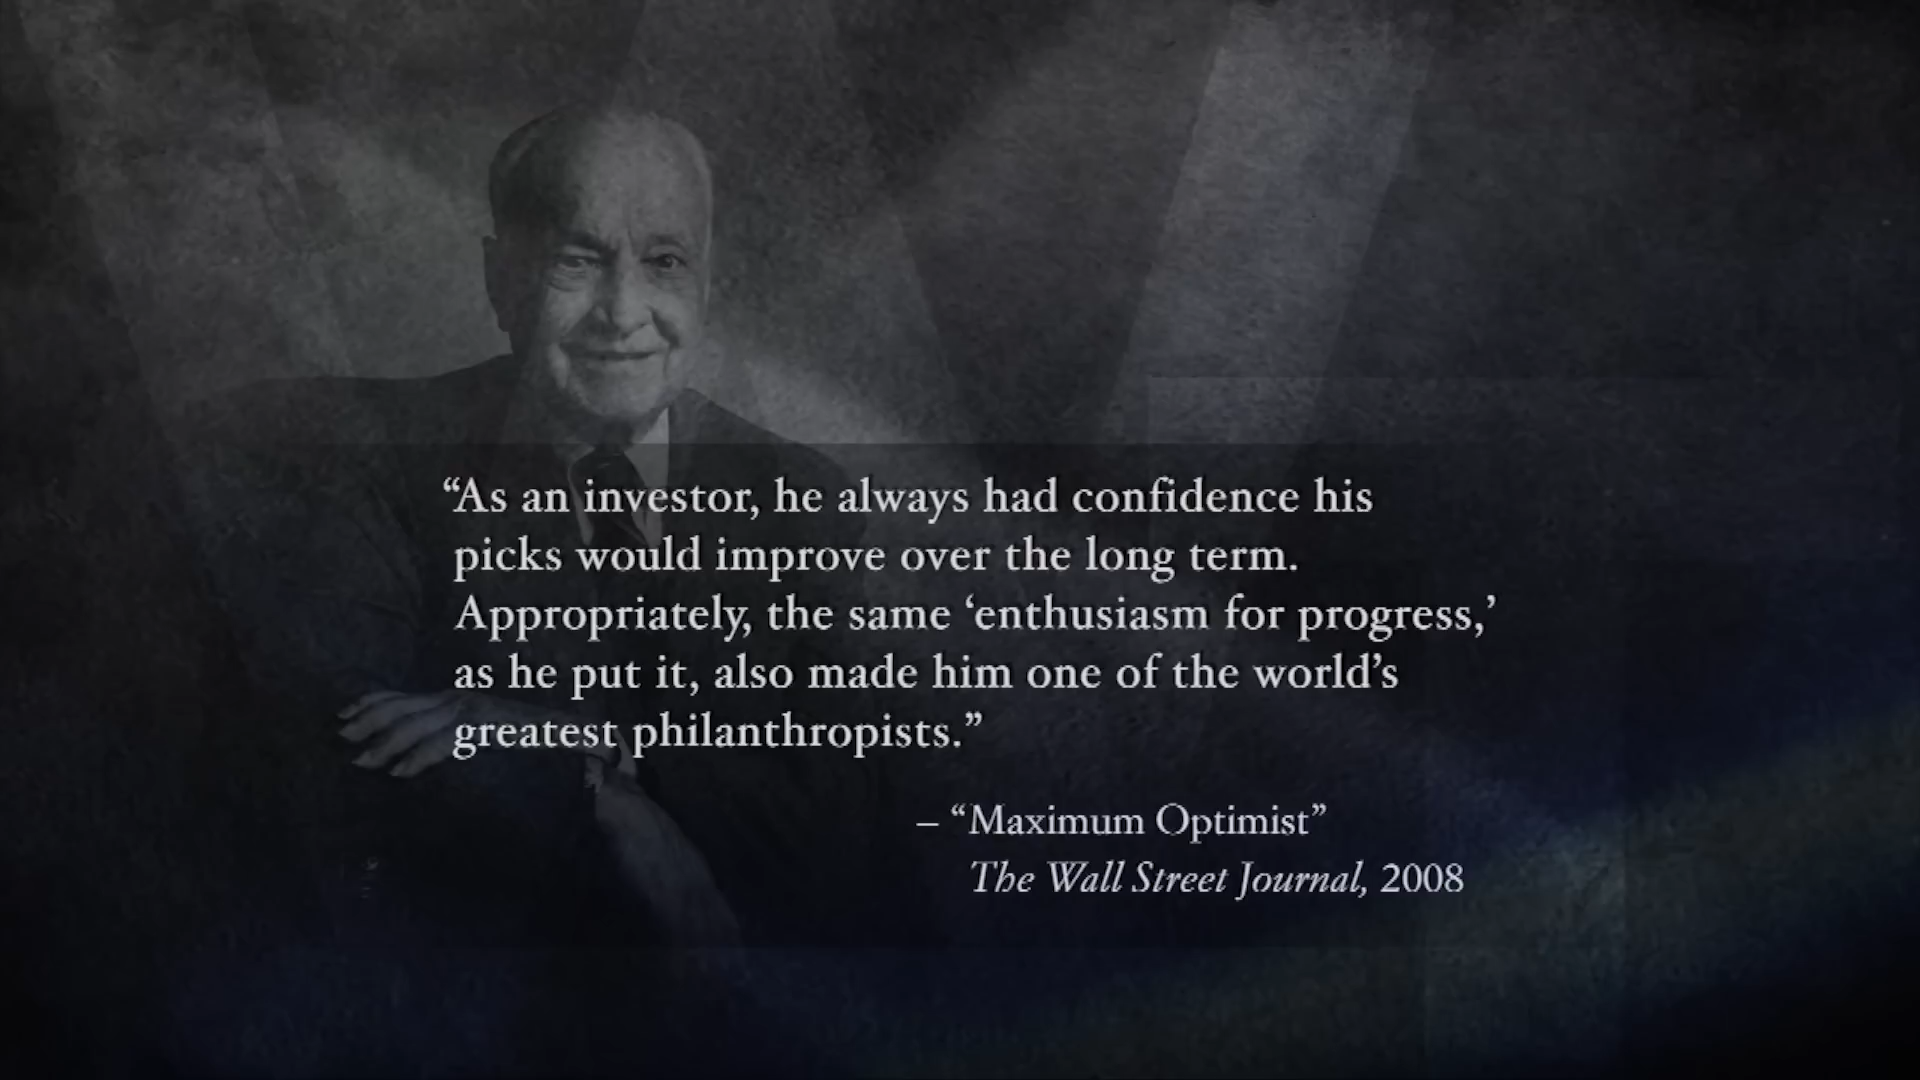 “As an investor, he always had confidence his
picks would improve over the long term.
Appropriately, the same ‘enthusiasm for progress,’
as he put it, also made him one of the world’s
greatest philanthropists.”
– “Maximum Optimist”
The Wall Street Journal, 2008